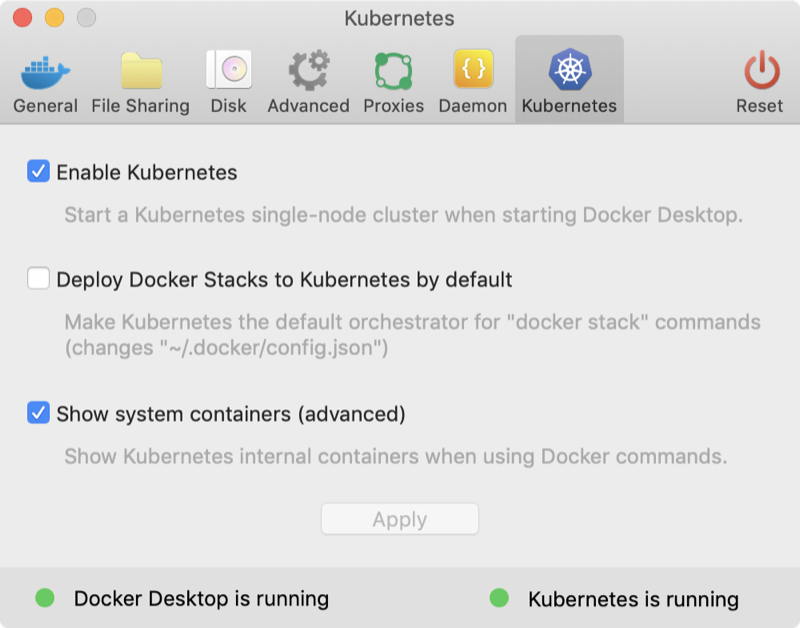 Kubernetes
General File Sharing Disk Advanced Proxies Daemon Kubernetes Reset
Enable Kubernetes
Start a Kubernetes single-node cluster when starting Docker Desktop.
Deploy Docker Stacks to Kubernetes by default
Make Kubernetes the default orchestrator for "docker stack" commands
(changes "~/.docker/config.json")
Show system containers (advanced)
Show Kubernetes internal containers when using Docker commands.
Apply
Docker Desktop is running Kubernetes is running